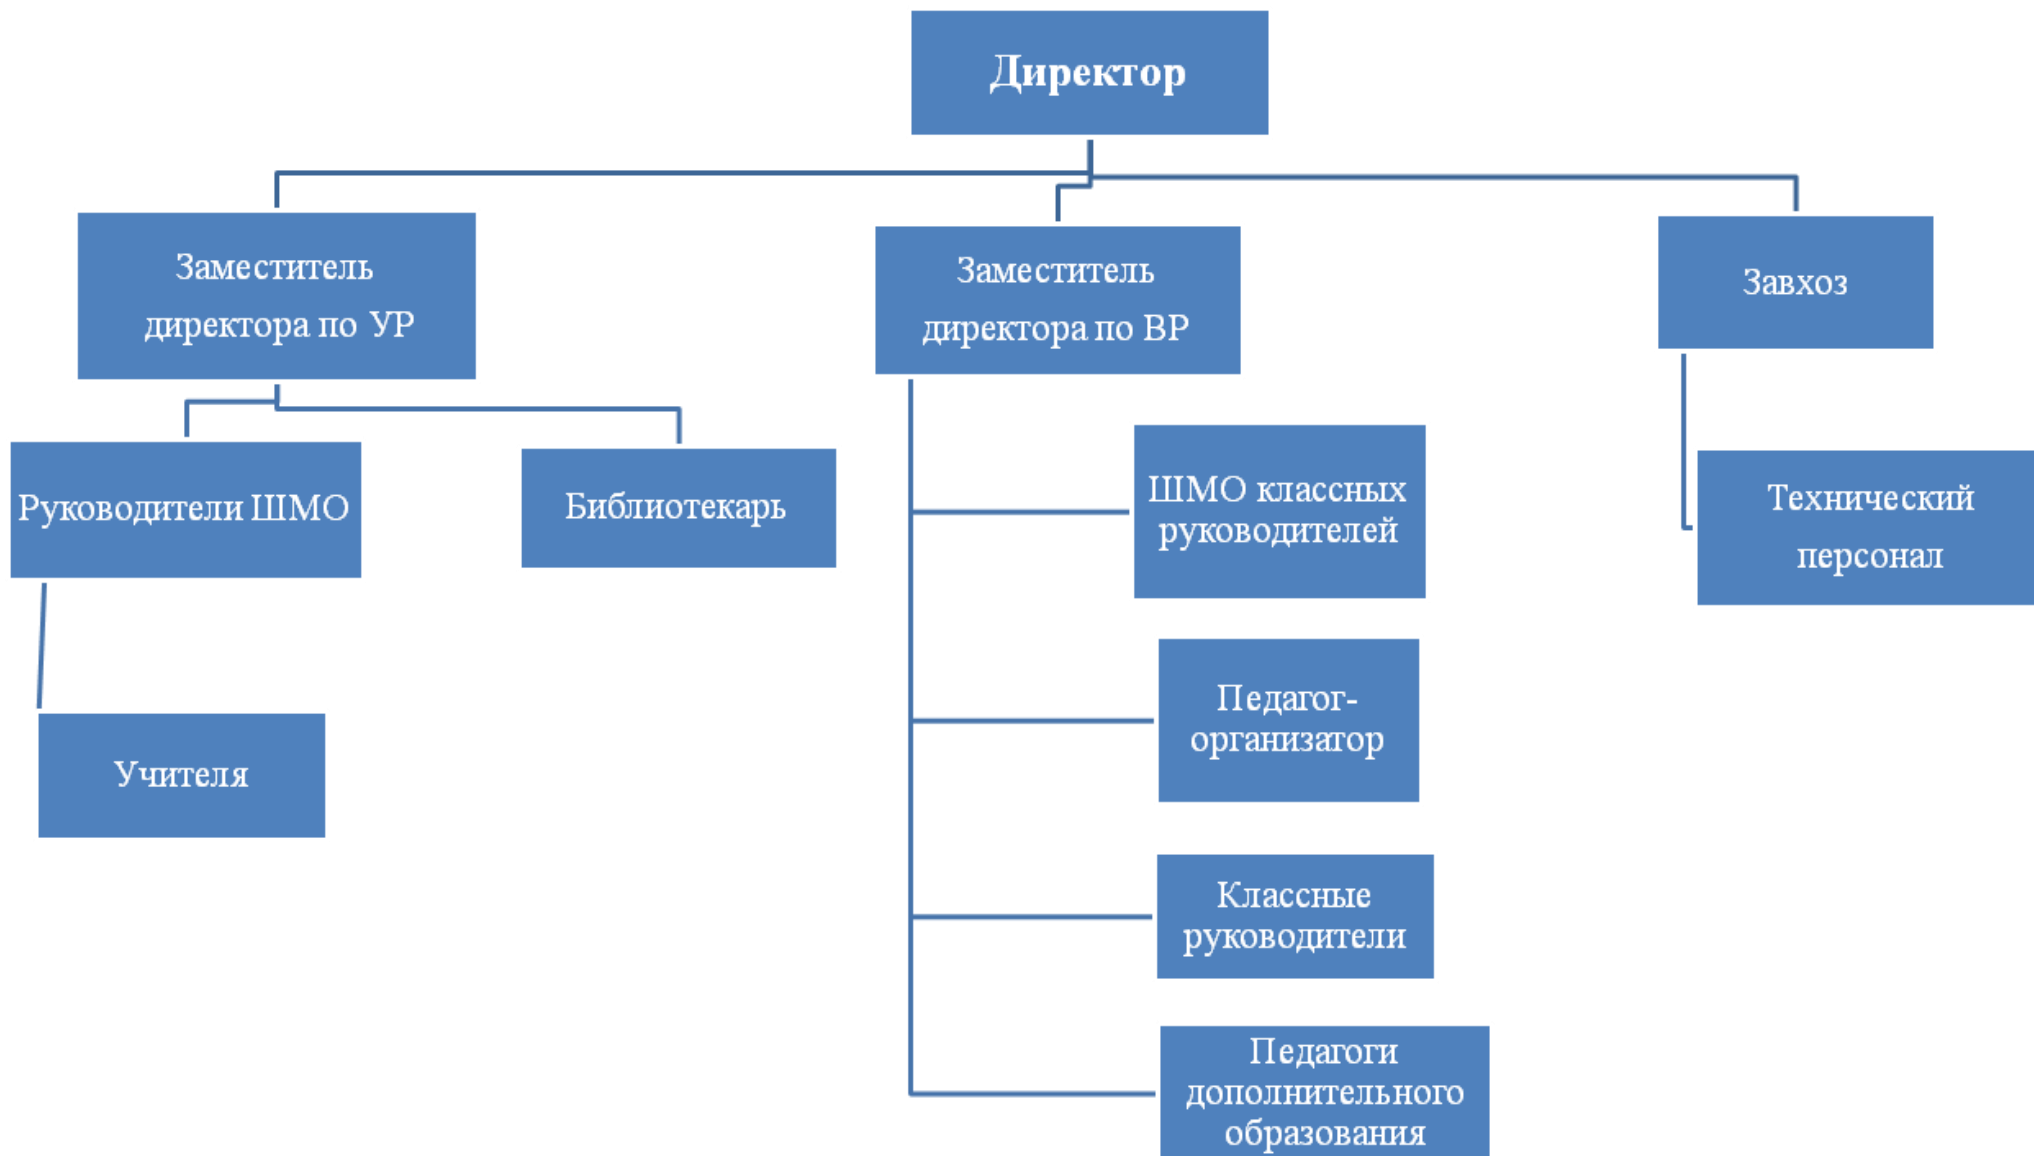 Директор
Заместитель
директора по УР
Заместитель
директора по ВР
Завхоз
Руководители ШМО
Библиотекарь
ШМО классных
руководителей
Технический
персонал
Педагог-
организатор
Учителя
Классные
руководители
Педагоги
дополнительного
образования